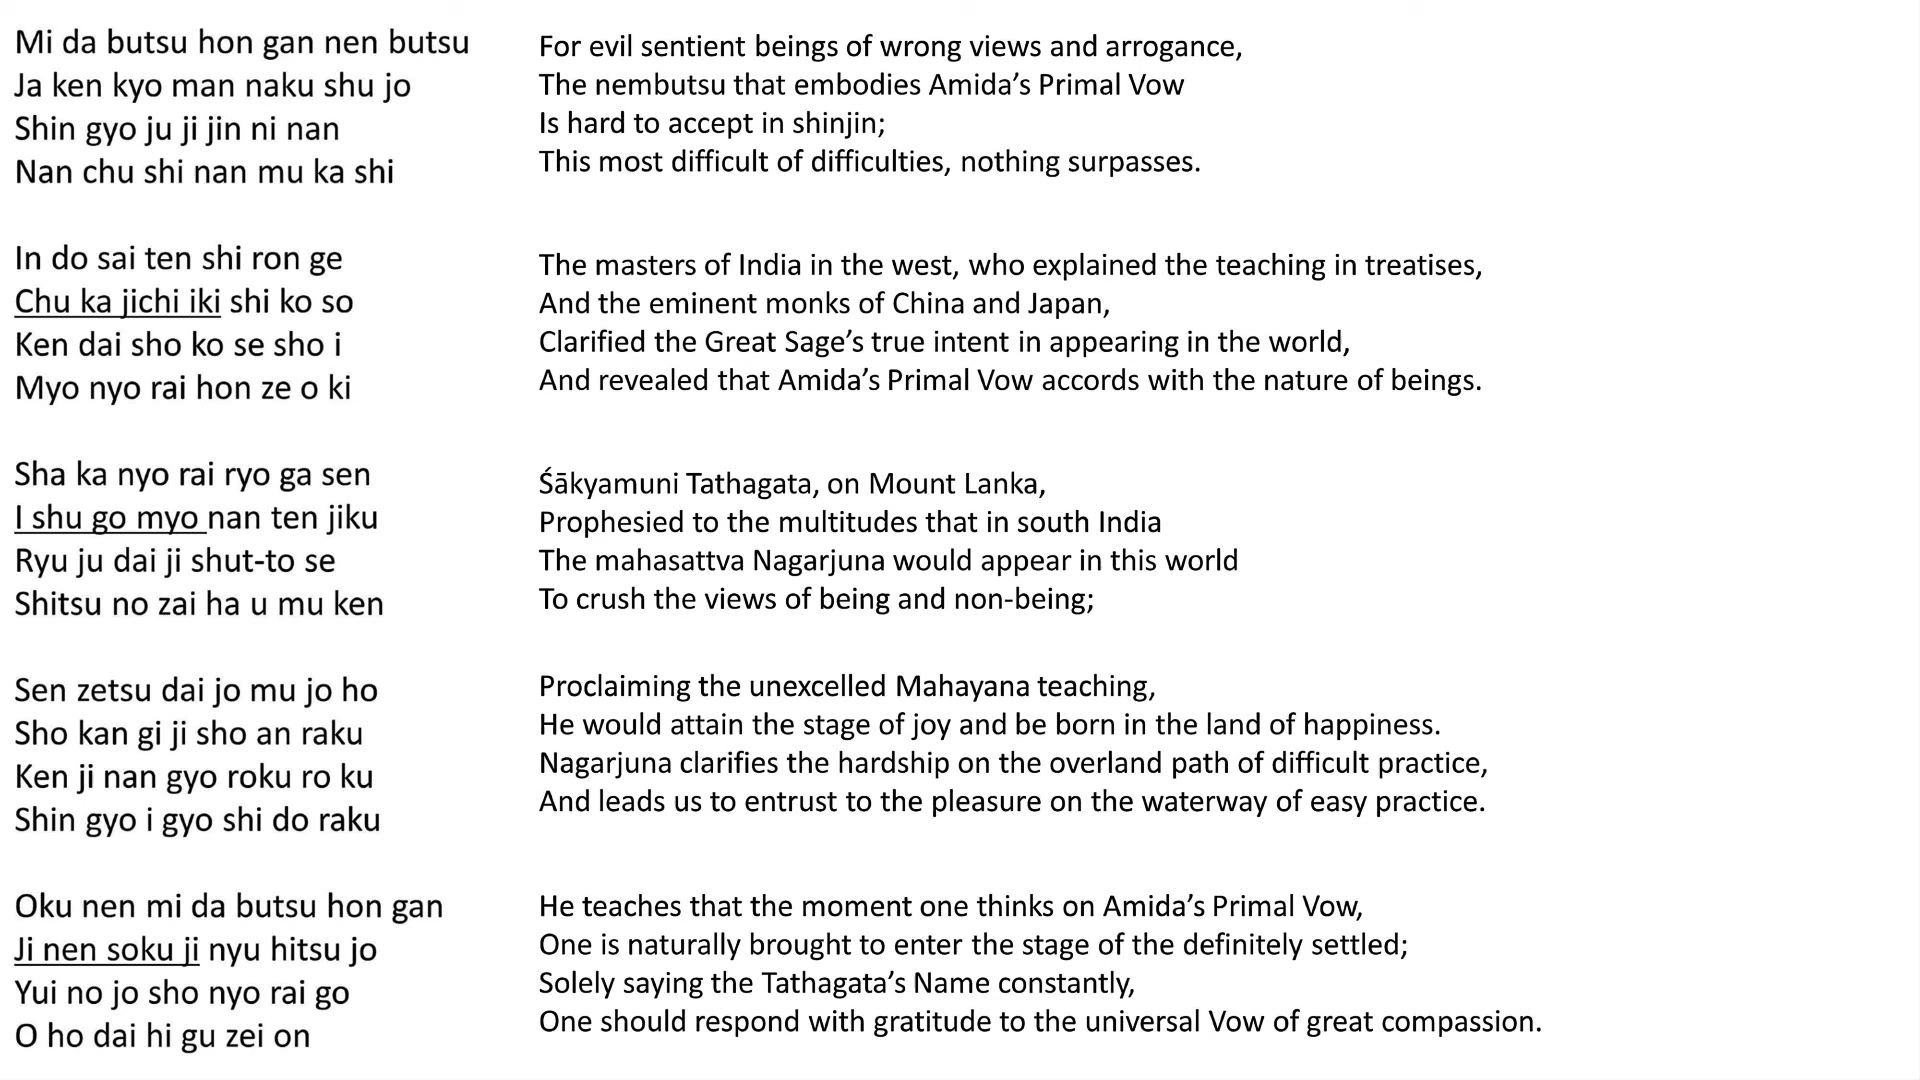 Mi da butsu hon gan nen butsu
Ja ken kyo man naku shu jo
Shin gyo ju ji jin ni nan
Nan chu shi nan mu ka shi
For evil sentient beings of wrong views and arrogance,
The nembutsu that embodies Amida’s Primal Vow
Is hard to accept in shinjin;
This most difficult of difficulties, nothing surpasses.
In do sai ten shi ron ge
Chu ka jichi iki shi ko so
Ken dai sho ko se sho i
Myo nyo rai hon ze o ki
The masters of India in the west, who explained the teaching in treatises,
And the eminent monks of China and Japan,
Clarified the Great Sage’s true intent in appearing in the world,
And revealed that Amida’s Primal Vow accords with the nature of beings.
Sha ka nyo rai ryo ga sen
I shu go myo nan ten jiku
Ryu ju dai ji shut-to se
Shitsu no zai ha u mu ken
Śākyamuni Tathagata, on Mount Lanka,
Prophesied to the multitudes that in south India
The mahasattva Nagarjuna would appear in this world
To crush the views of being and non-being;
Sen zetsu dai jo mu jo ho
Sho kan gi ji sho an raku
Ken ji nan gyo roku ro ku
Shin gyo i gyo shi do raku
Proclaiming the unexcelled Mahayana teaching,
He would attain the stage of joy and be born in the land of happiness.
Nagarjuna clarifies the hardship on the overland path of difficult practice,
And leads us to entrust to the pleasure on the waterway of easy practice.
Oku nen mi da butsu hon gan
Ji nen soku ji nyu hitsu jo
Yui no jo sho nyo rai go
O ho dai hi gu zei on
He teaches that the moment one thinks on Amida’s Primal Vow,
One is naturally brought to enter the stage of the definitely settled;
Solely saying the Tathagata’s Name constantly,
One should respond with gratitude to the universal Vow of great compassion.